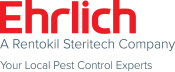 Ehrlich
A Rentokil Steritech Company
Your Local Pest Control Experts